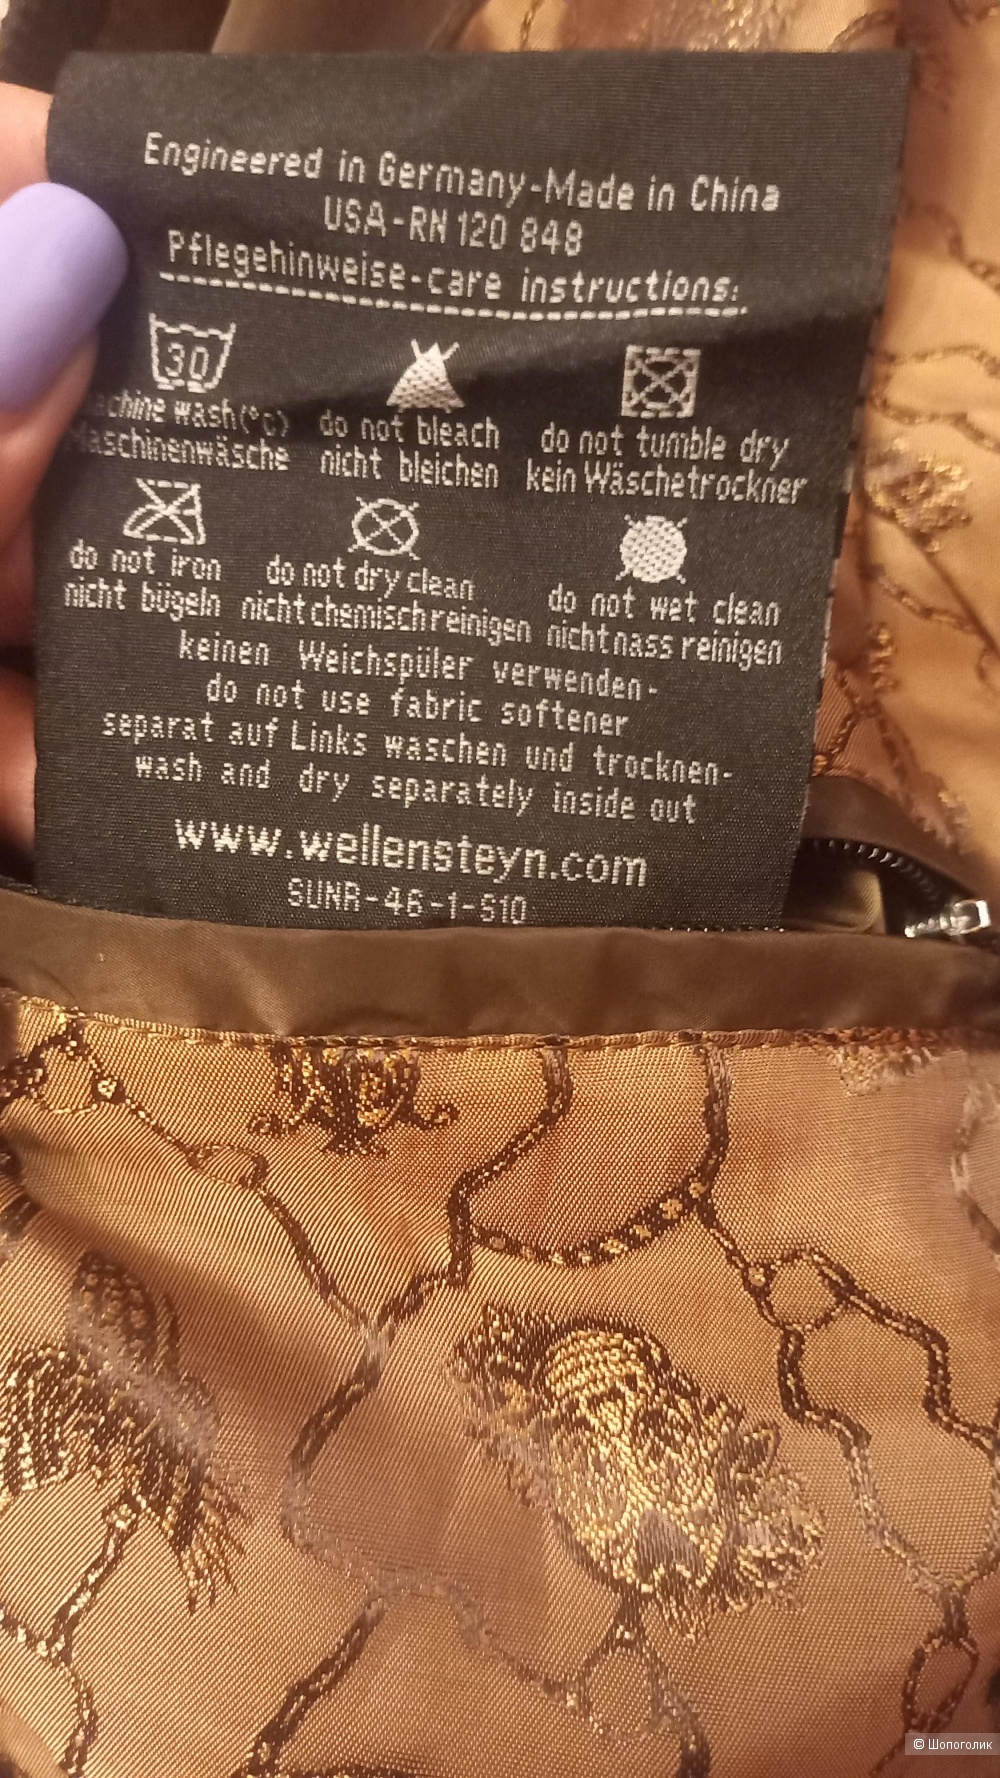 Engineered in Germany-Made in China
USA-RN 120 848
Pflegehinweise-care instructions:
30
achine wash(°c)
aschinenwäsche
do not bleach
nicht bleichen
do not tumble dry
kein Wäschetrockner
do not iron
nicht bügeln
do not dry clean
nicht chemisch reinigen
do not wet clean
nicht nass reinigen
keinen Weichspüler verwenden-
do not use fabric softener
separat auf Links waschen und trocknen-
wash and dry separately inside out
www.wellensteyn.com
SUNR-46-1-S10
© Шопоголик